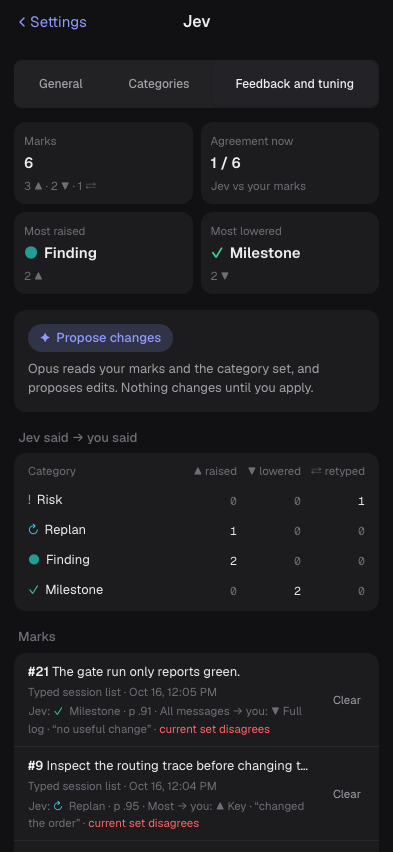 Settings
Jev
General
Categories
Feedback and tuning
Marks
6
3 ▲ · 2 ▼ · 1 ⇄
Agreement now
1 / 6
Jev vs your marks
Most raised
Finding
2 ▲
Most lowered
✓ Milestone
2 ▼
Propose changes
Opus reads your marks and the category set, and
proposes edits. Nothing changes until you apply.
Jev said → you said
Category ▲ raised ▼ lowered ⇄ retyped
! Risk 0 0 1
Replan 1 0 0
Finding 2 0 0
✓ Milestone 0 2 0
Marks
#21 The gate run only reports green.
Typed session list · Oct 16, 12:05 PM
Jev: ✓ Milestone · p .91 · All messages → you: ▼ Full
log · “no useful change” · current set disagrees
Clear
#9 Inspect the routing trace before changing t…
Typed session list · Oct 16, 12:04 PM
Jev: Replan · p .95 · Most → you: ▲ Key · “changed
the order” · current set disagrees
Clear